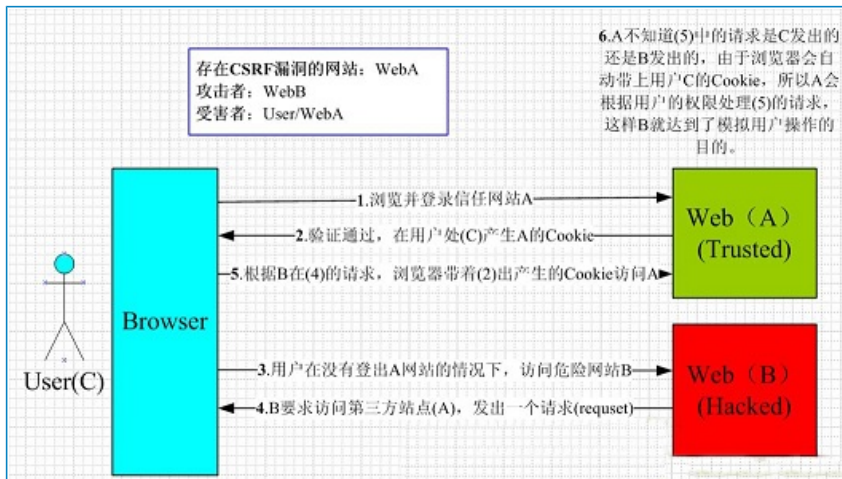 存在CSRF漏洞的网站：WebA
攻击者：WebB
受害者：User/WebA
6.A不知道(5)中的请求是C发出的
还是B发出的，由于浏览器会自
动带上用户C的Cookie，所以A会
根据用户的权限处理(5)的请求，
这样B就达到了模拟用户操作的
目的。
1.浏览并登录信任网站A
2.验证通过，在用户处(C)产生A的Cookie
5.根据B在(4)的请求，浏览器带着(2)出产生的Cookie访问A
Web（A）
(Trusted)
Browser
User(C)
3.用户在没有登出A网站的情况下，访问危险网站B
4.B要求访问第三方站点(A)，发出一个请求(requset)
Web（B）
(Hacked)